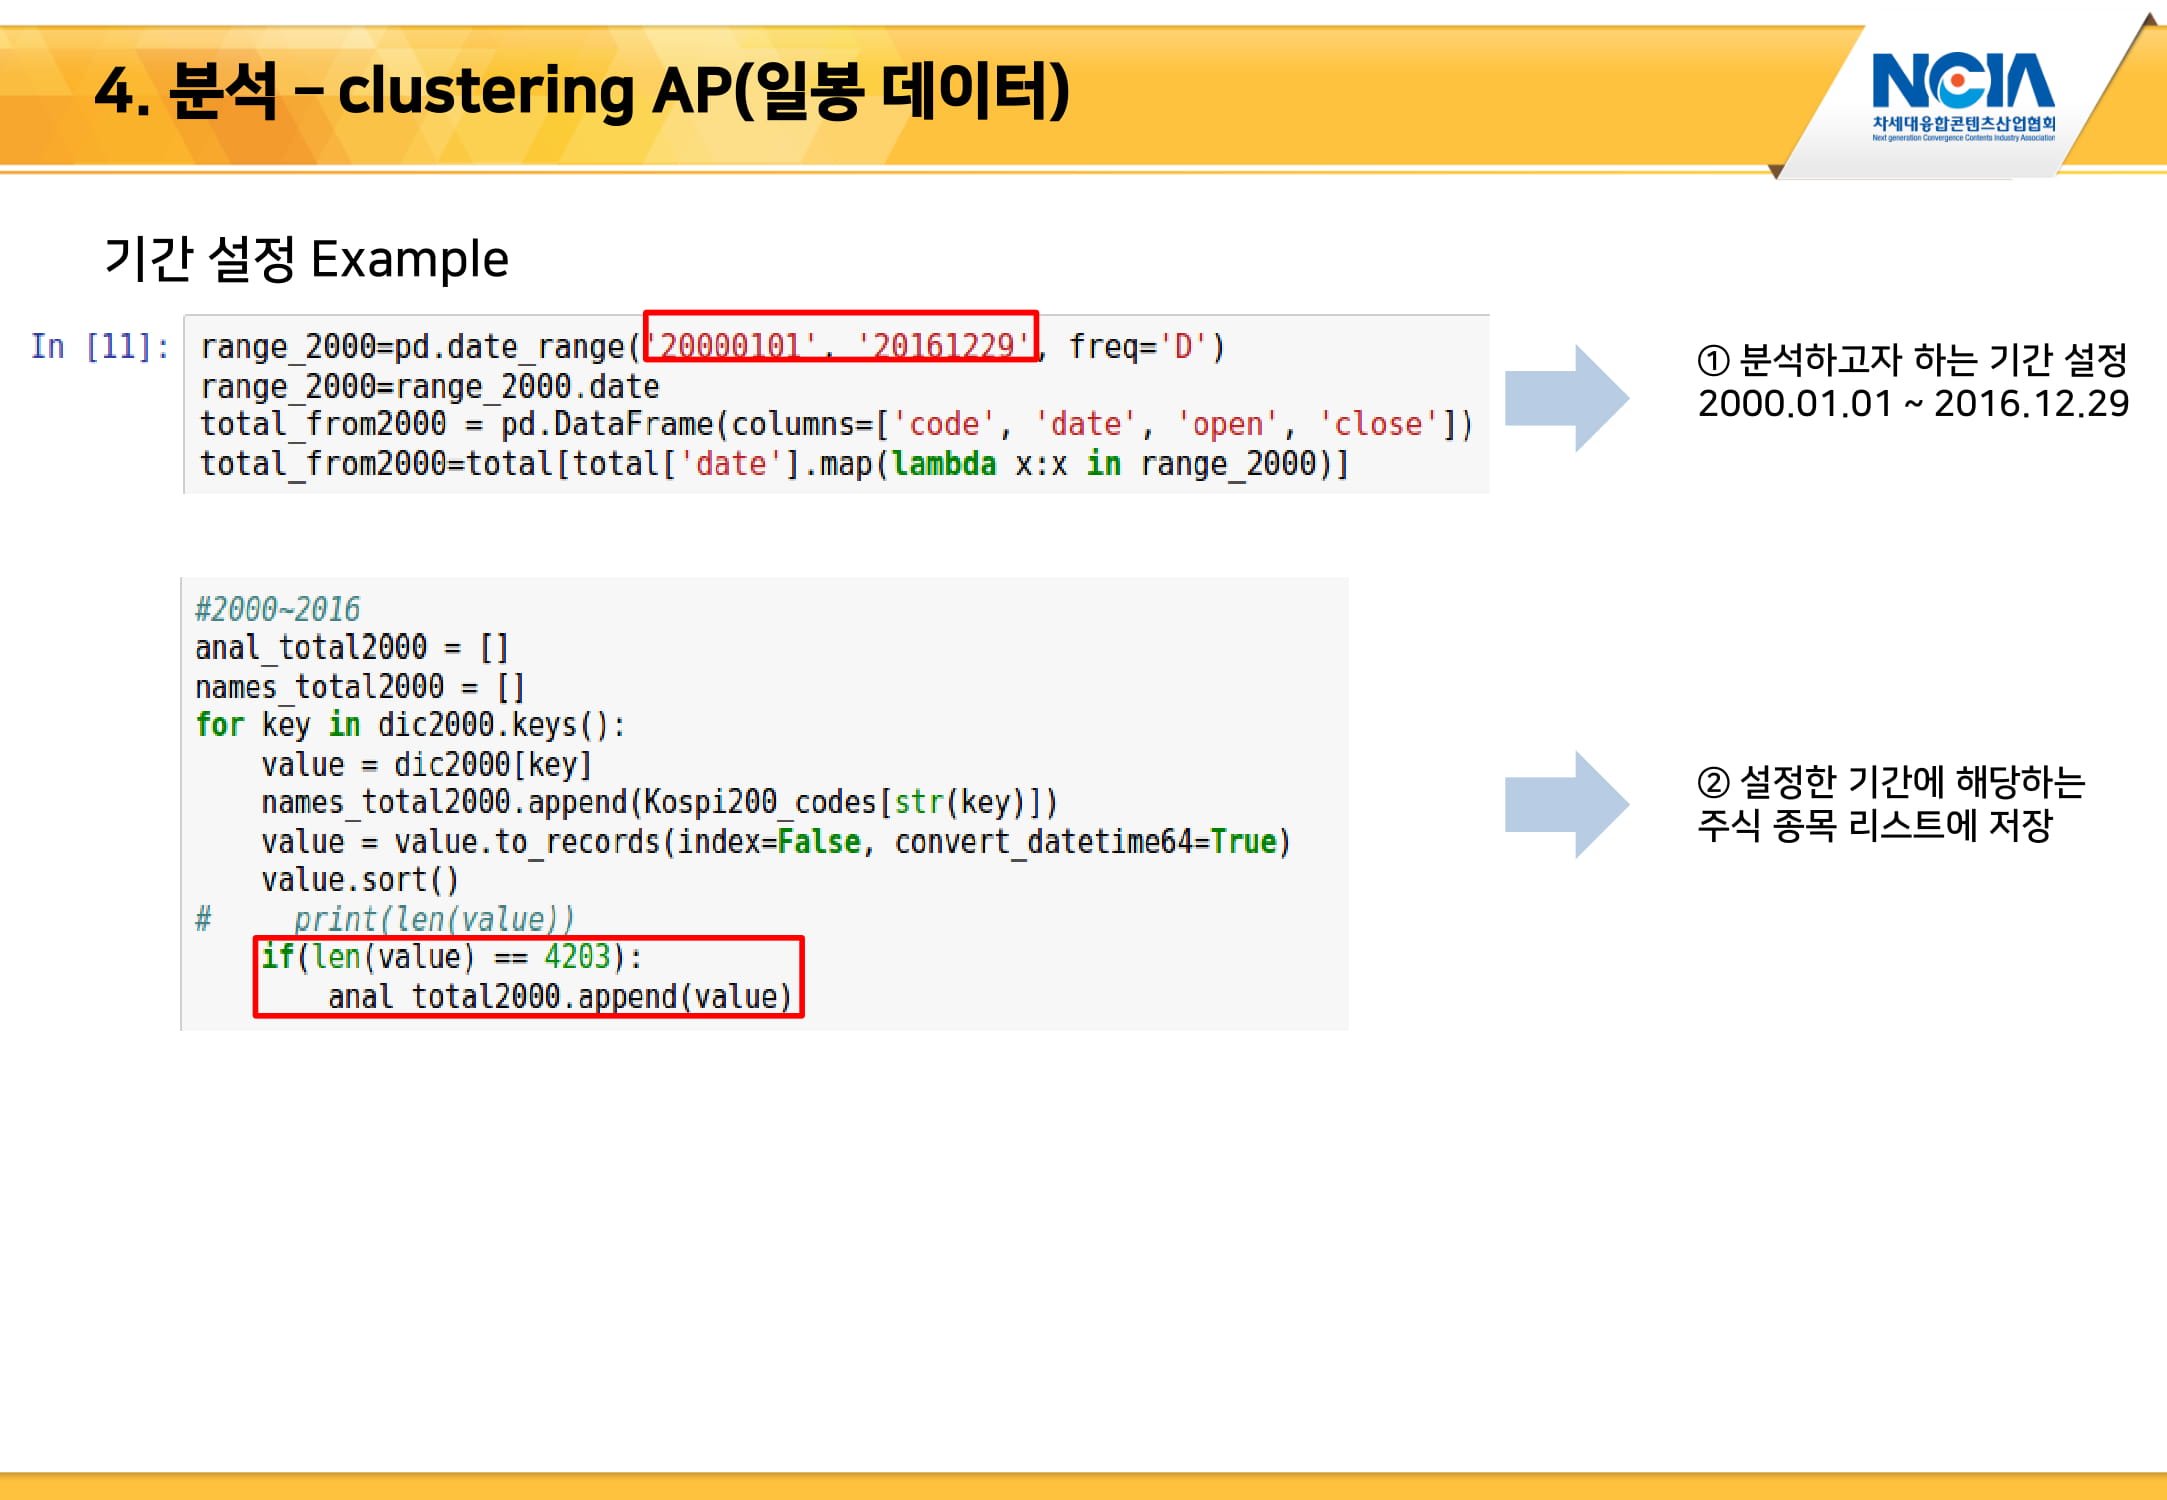 4. 분석 – clustering AP(일봉 데이터)
NCIA
차세대융합콘텐츠산업협회
Next generation Convergence Contents Industry Association
기간 설정 Example
In [11]: range_2000=pd.date_range('20000101', '20161229', freq='D')
range_2000=range_2000.date
total_from2000 = pd.DataFrame(columns=['code', 'date', 'open', 'close'])
total_from2000=total[total['date'].map(lambda x:x in range_2000)]
① 분석하고자 하는 기간 설정
2000.01.01 ~ 2016.12.29
#2000~2016
anal_total2000 = []
names_total2000 = []
for key in dic2000.keys():
    value = dic2000[key]
    names_total2000.append(Kospi200_codes[str(key)])
    value = value.to_records(index=False, convert_datetime64=True)
    value.sort()
#     print(len(value))
    if(len(value) == 4203):
        anal_total2000.append(value)
② 설정한 기간에 해당하는
주식 종목 리스트에 저장